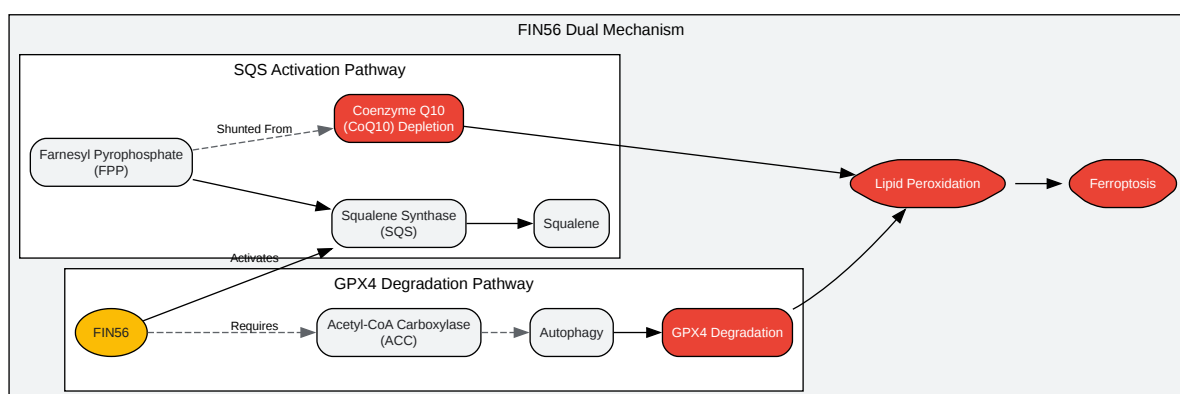 FIN56 Dual Mechanism
SQS Activation Pathway
Coenzyme Q10
(CoQ10) Depletion
Shunted From
Farnesyl Pyrophosphate
(FPP)
Lipid Peroxidation
Ferroptosis
Squalene Synthase
(SQS)
Squalene
Activates
GPX4 Degradation Pathway
FIN56
Requires
Acetyl-CoA Carboxylase
(ACC)
Autophagy
GPX4 Degradation